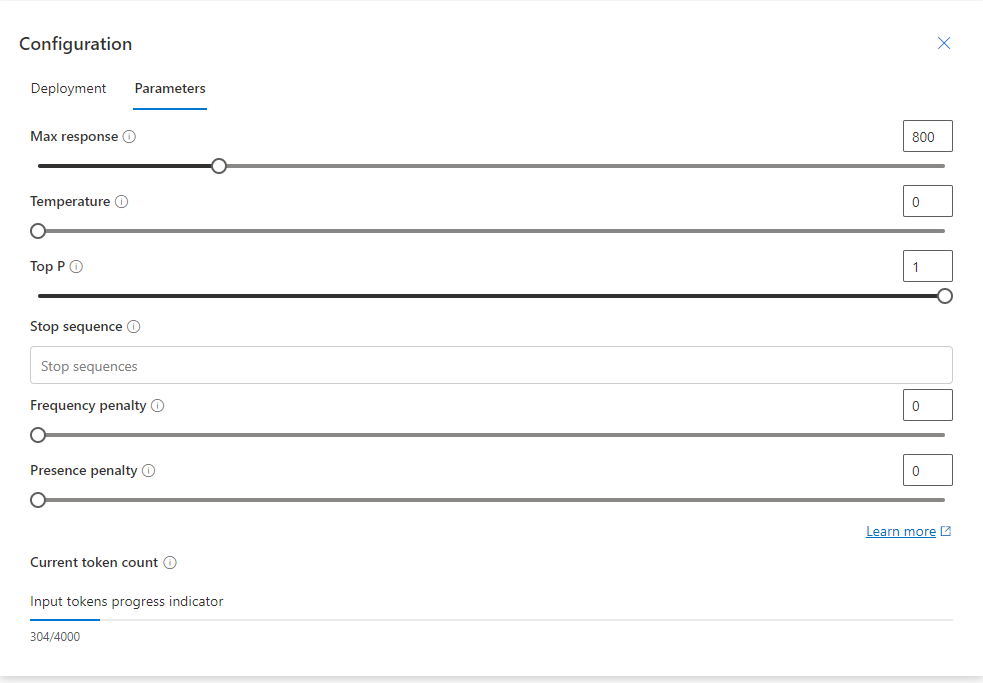 Configuration
Deployment Parameters
Max response 800
Temperature 0
Top P 1
Stop sequence
Stop sequences
Frequency penalty 0
Presence penalty 0
Learn more
Current token count
Input tokens progress indicator
304/4000